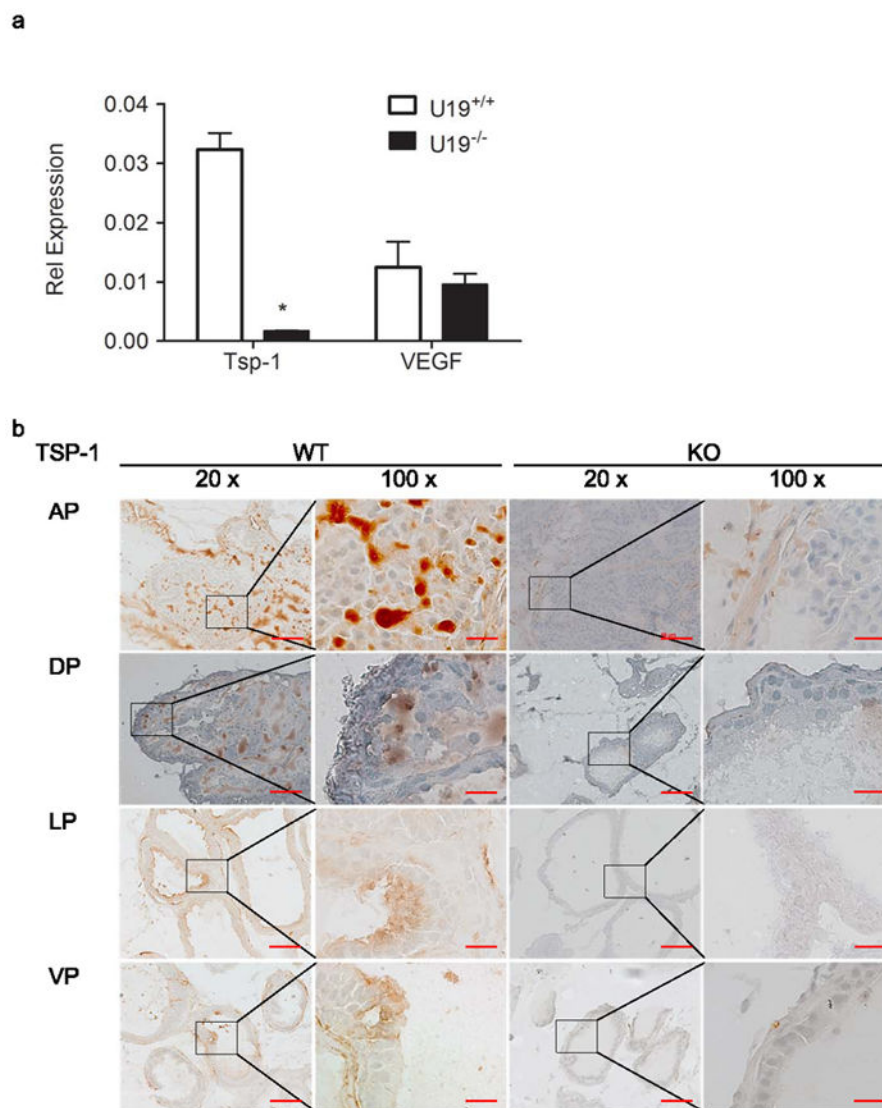 a
0.04
0.03
0.02
0.01
0.00
Rel Expression
U19+/+
U19-/-
*
Tsp-1 VEGF
b
TSP-1 WT KO
20 x 100 x 20 x 100 x
AP
DP
LP
VP